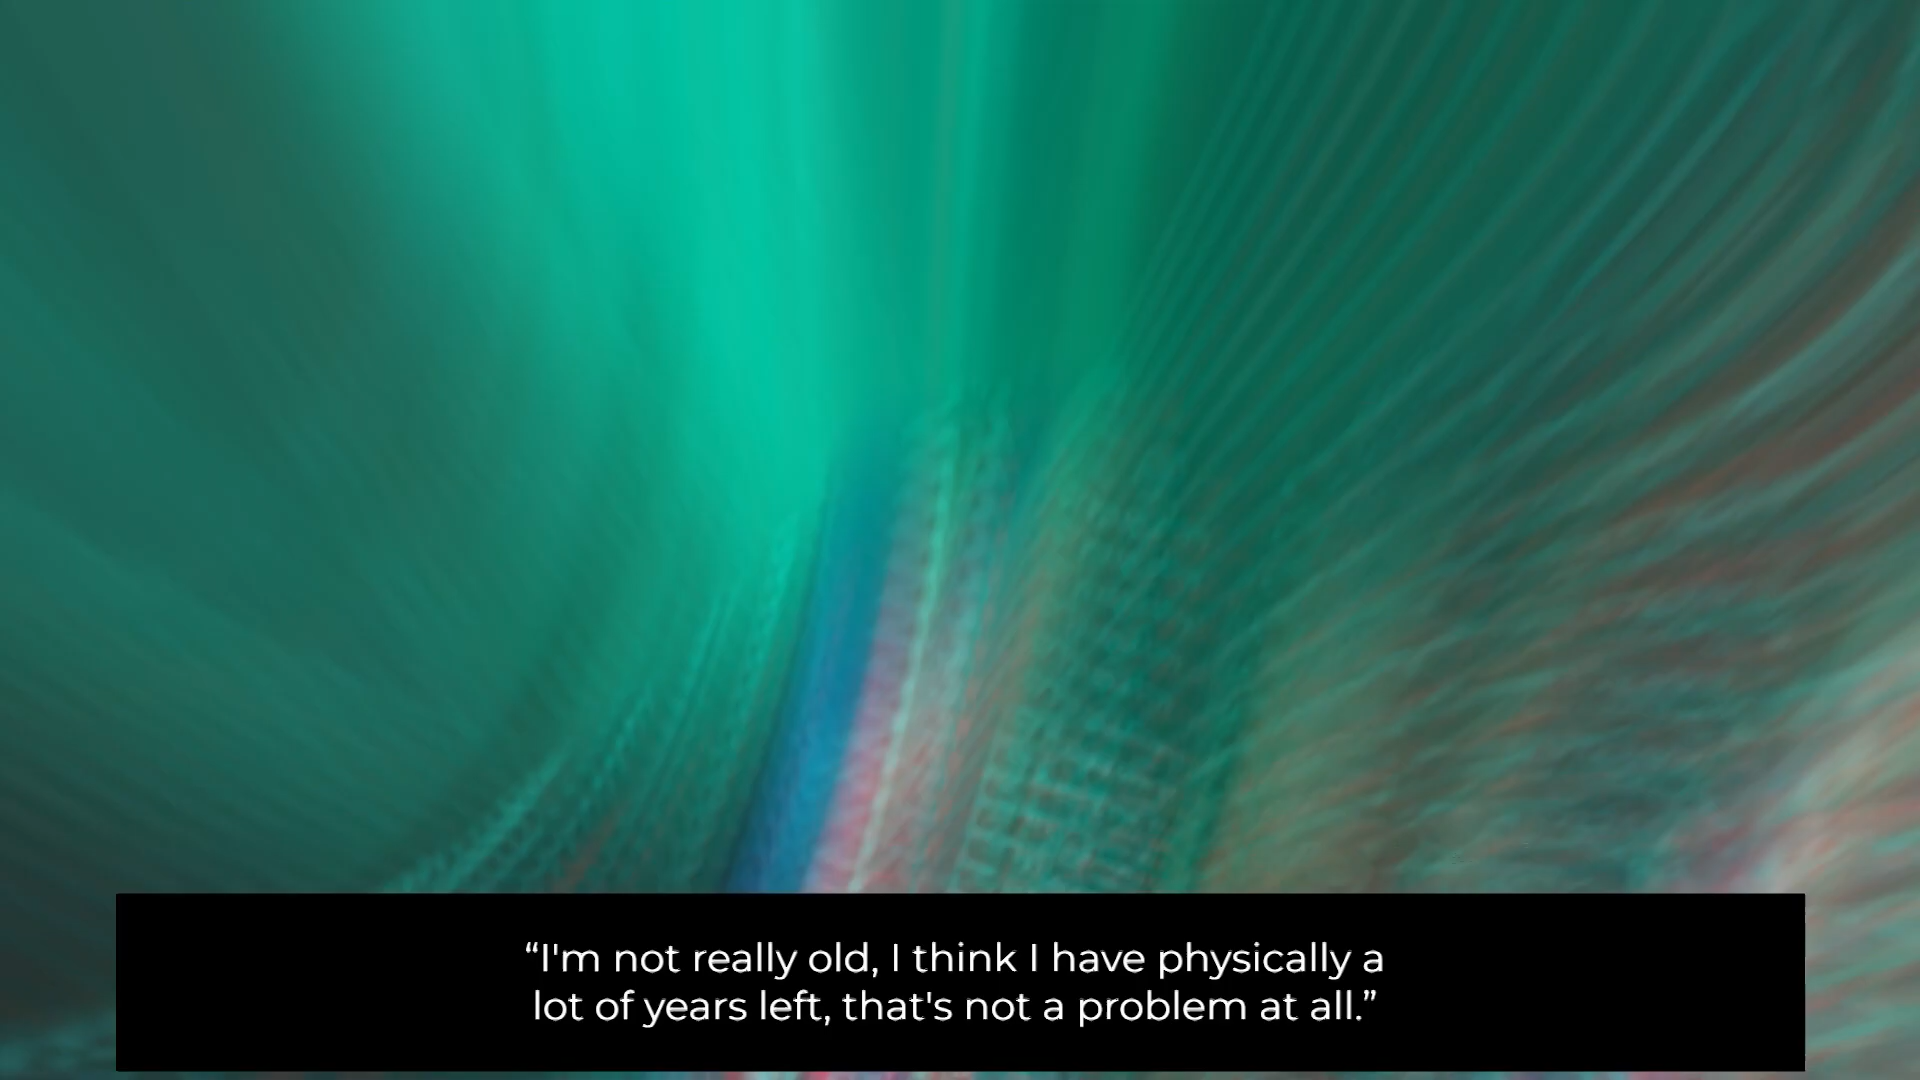 “I'm not really old, I think I have physically a
lot of years left, that's not a problem at all.”